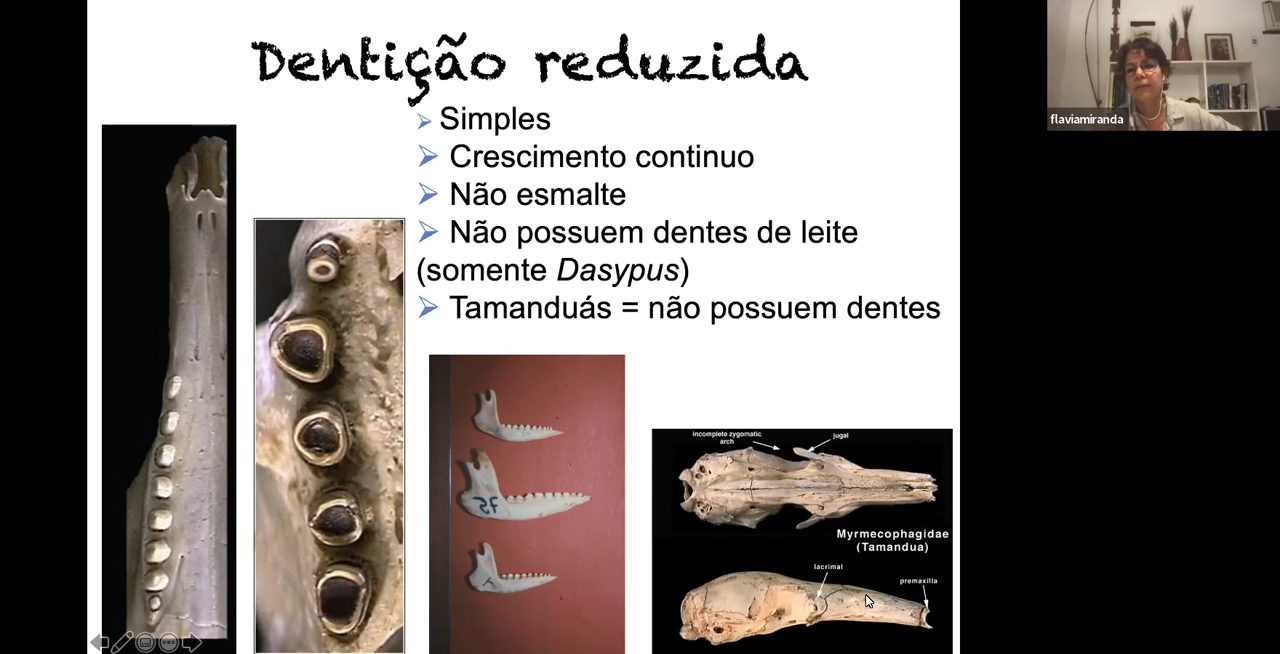 Dentição reduzida
flaviamiranda
Simples
Crescimento continuo
Não esmalte
Não possuem dentes de leite
(somente Dasypus)
Tamanduás = não possuem dentes
incomplete zygomatic
arch
jugal
Myrmecophagidae
(Tamandua)
lacrimal
premaxilla